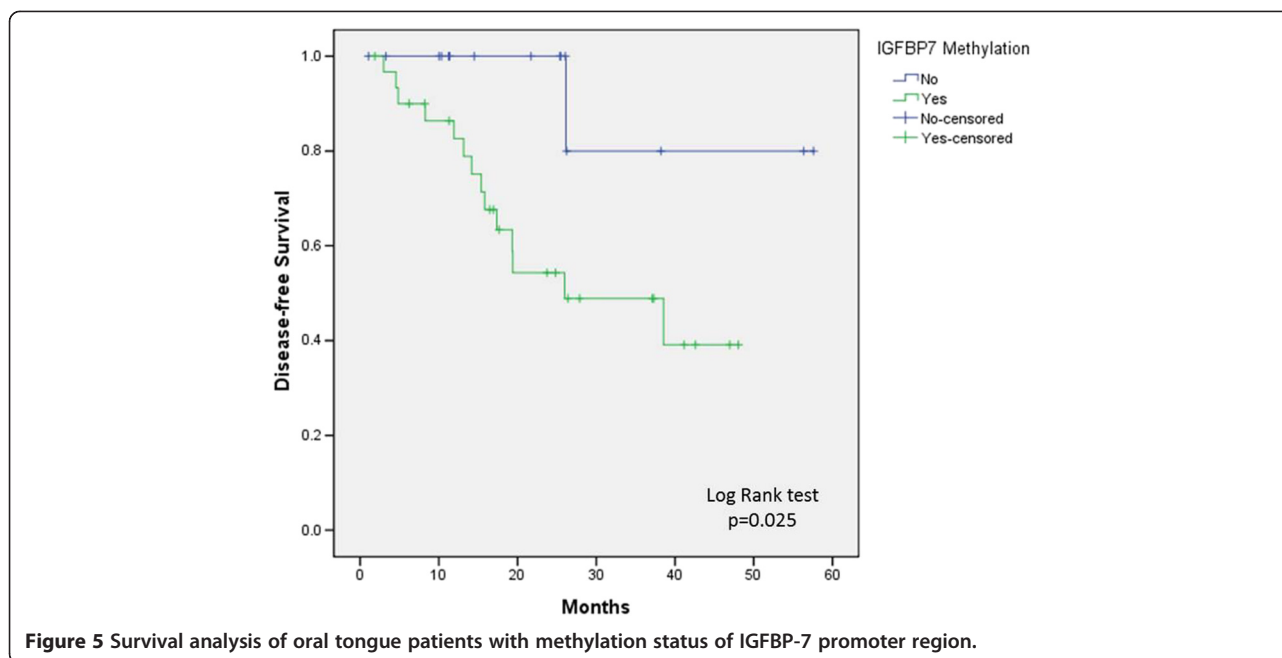 IGFBP7 Methylation
No
Yes
No-censored
Yes-censored
1.0
0.8
0.6
0.4
0.2
0.0
Disease-free Survival
Log Rank test
p=0.025
0 10 20 30 40 50 60
Months
Figure 5 Survival analysis of oral tongue patients with methylation status of IGFBP-7 promoter region.